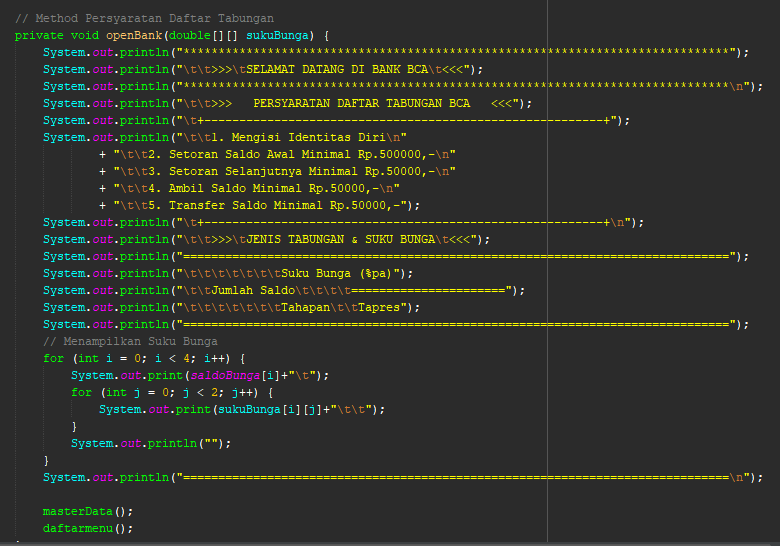 // Method Persyaratan Daftar Tabungan
private void openBank(double[][] sukuBunga) {
    System.out.println("******************************************************************************");
    System.out.println("\t\t>>>\tSELAMAT DATANG DI BANK BCA\t<<<");
    System.out.println("******************************************************************************\n");
    System.out.println("\t\t>>>   PERSYARATAN DAFTAR TABUNGAN BCA   <<<");
    System.out.println("\t+---------------------------------------------------------+");
    System.out.println("\t\t1. Mengisi Identitas Diri\n"
            + "\t\t2. Setoran Saldo Awal Minimal Rp.500000,-\n"
            + "\t\t3. Setoran Selanjutnya Minimal Rp.50000,-\n"
            + "\t\t4. Ambil Saldo Minimal Rp.50000,-\n"
            + "\t\t5. Transfer Saldo Minimal Rp.50000,-");
    System.out.println("\t+---------------------------------------------------------+\n");
    System.out.println("\t\t>>>\tJENIS TABUNGAN & SUKU BUNGA\t<<<");
    System.out.println("==============================================================================");
    System.out.println("\t\t\t\t\t\t\tSuku Bunga (%pa)");
    System.out.println("\t\tJumlah Saldo\t\t\t\t======================");
    System.out.println("\t\t\t\t\t\t\tTahapan\t\tTapres");
    System.out.println("==============================================================================");
    // Menampilkan Suku Bunga
    for (int i = 0; i < 4; i++) {
        System.out.print(saldoBunga[i]+"\t");
        for (int j = 0; j < 2; j++) {
            System.out.print(sukuBunga[i][j]+"\t\t");
        }
        System.out.println("");
    }
    System.out.println("==============================================================================\n");

    masterData();
    daftarmenu();